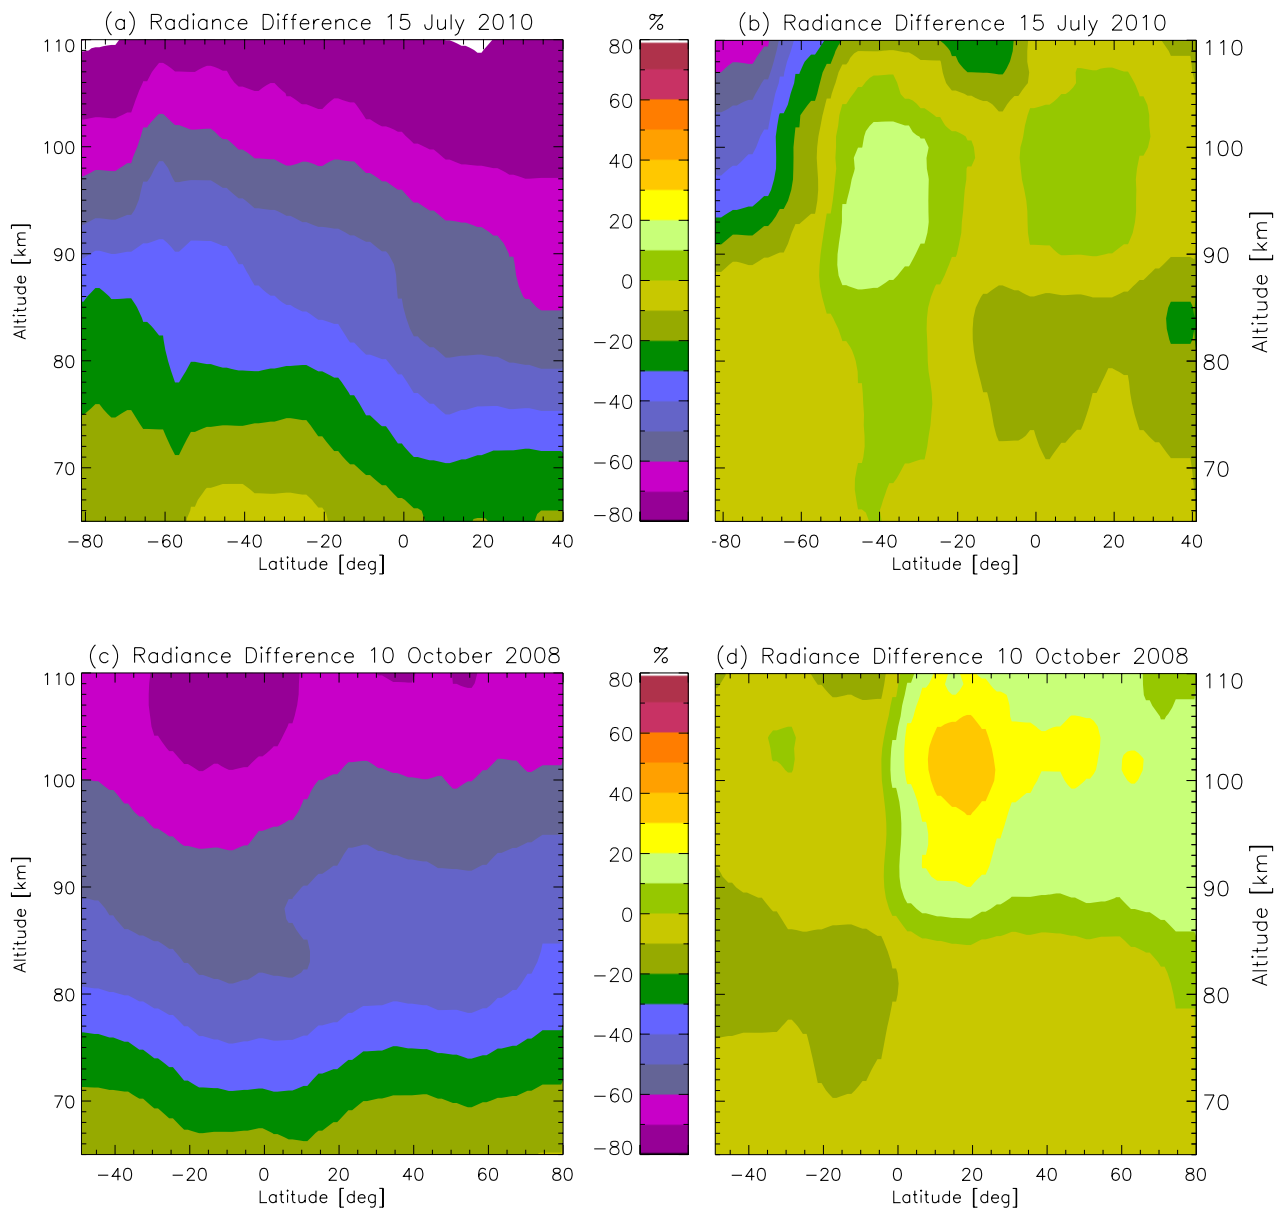 (a) Radiance Difference 15 July 2010
%
(b) Radiance Difference 15 July 2010
110
100
90
80
70
Altitude [km]
-80 -60 -40 -20 0 20 40
Latitude [deg]
80
60
40
20
0
-20
-40
-60
-80
110
100
90
80
70
Altitude [km]
-80 -60 -40 -20 0 20 40
Latitude [deg]
(c) Radiance Difference 10 October 2008
%
(d) Radiance Difference 10 October 2008
110
100
90
80
70
Altitude [km]
-40 -20 0 20 40 60 80
Latitude [deg]
80
60
40
20
0
-20
-40
-60
-80
110
100
90
80
70
Altitude [km]
-40 -20 0 20 40 60 80
Latitude [deg]